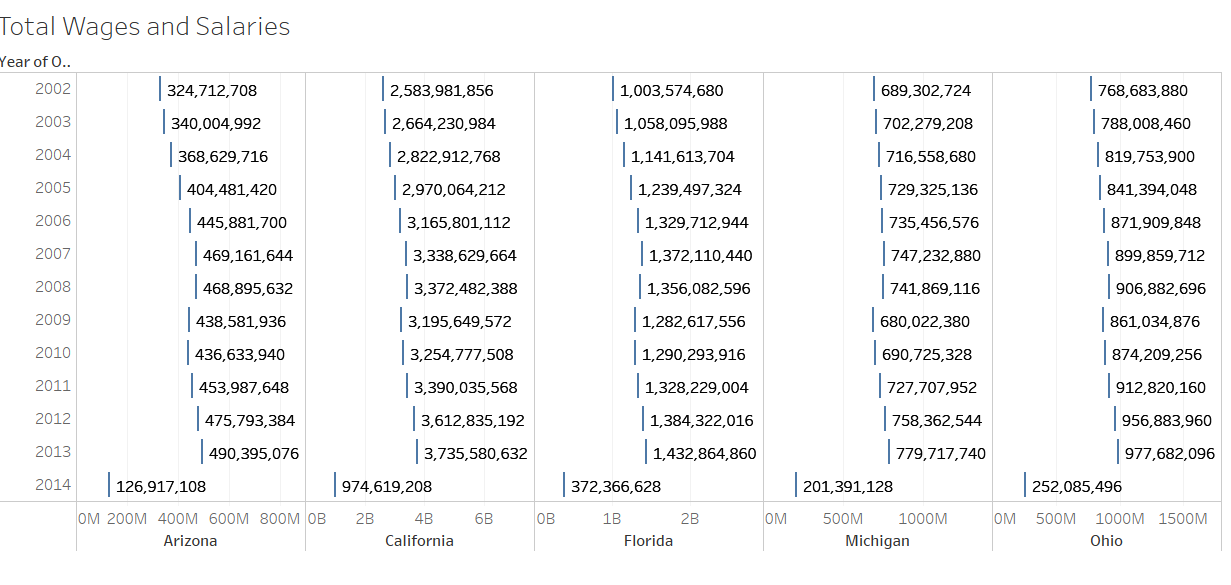 Total Wages and Salaries
Year of O..
2002 324,712,708 2,583,981,856 1,003,574,680 689,302,724 768,683,880
2003 340,004,992 2,664,230,984 1,058,095,988 702,279,208 788,008,460
2004 368,629,716 2,822,912,768 1,141,613,704 716,558,680 819,753,900
2005 404,481,420 2,970,064,212 1,239,497,324 729,325,136 841,394,048
2006 445,881,700 3,165,801,112 1,329,712,944 735,456,576 871,909,848
2007 469,161,644 3,338,629,664 1,372,110,440 747,232,880 899,859,712
2008 468,895,632 3,372,482,388 1,356,082,596 741,869,116 906,882,696
2009 438,581,936 3,195,649,572 1,282,617,556 680,022,380 861,034,876
2010 436,633,940 3,254,777,508 1,290,293,916 690,725,328 874,209,256
2011 453,987,648 3,390,035,568 1,328,229,004 727,707,952 912,820,160
2012 475,793,384 3,612,835,192 1,384,322,016 758,362,544 956,883,960
2013 490,395,076 3,735,580,632 1,432,864,860 779,717,740 977,682,096
2014 126,917,108 974,619,208 372,366,628 201,391,128 252,085,496
0M 200M 400M 600M 800M 0B 2B 4B 6B 0B 1B 2B 0M 500M 1000M 0M 500M 1000M 1500M
Arizona California Florida Michigan Ohio